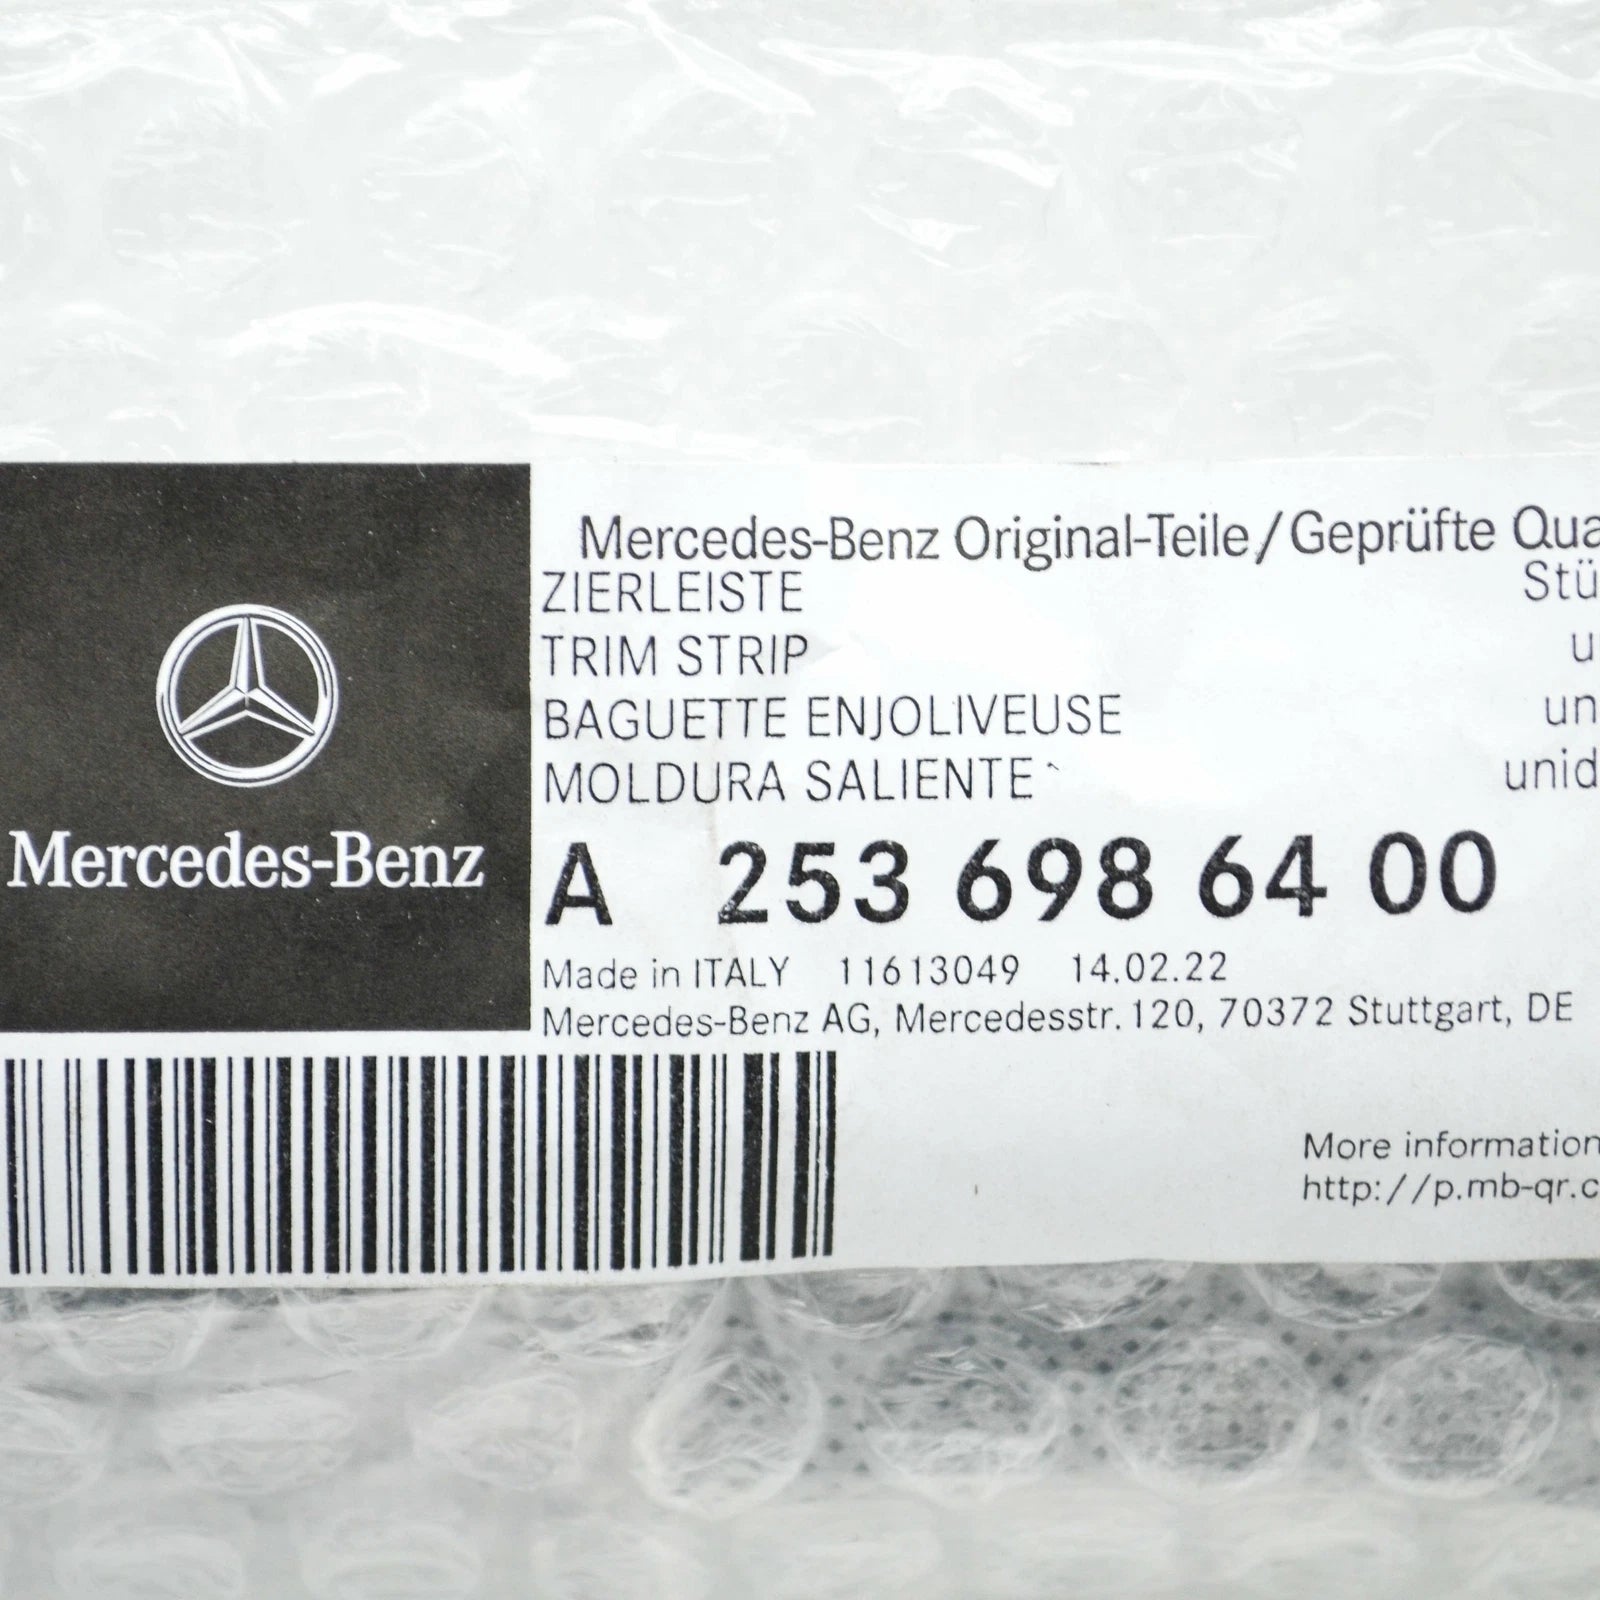 Mercedes-Benz
Mercedes-Benz Original-Teile/Geprüfte Qua
ZIERLEISTE Stü
TRIM STRIP u
BAGUETTE ENJOLIVEUSE un
MOLDURA SALIENTE unid
A 253 698 64 00
Made in ITALY 11613049 14.02.22
Mercedes-Benz AG, Mercedesstr. 120, 70372 Stuttgart, DE
More information
http://p.mb-qr.c